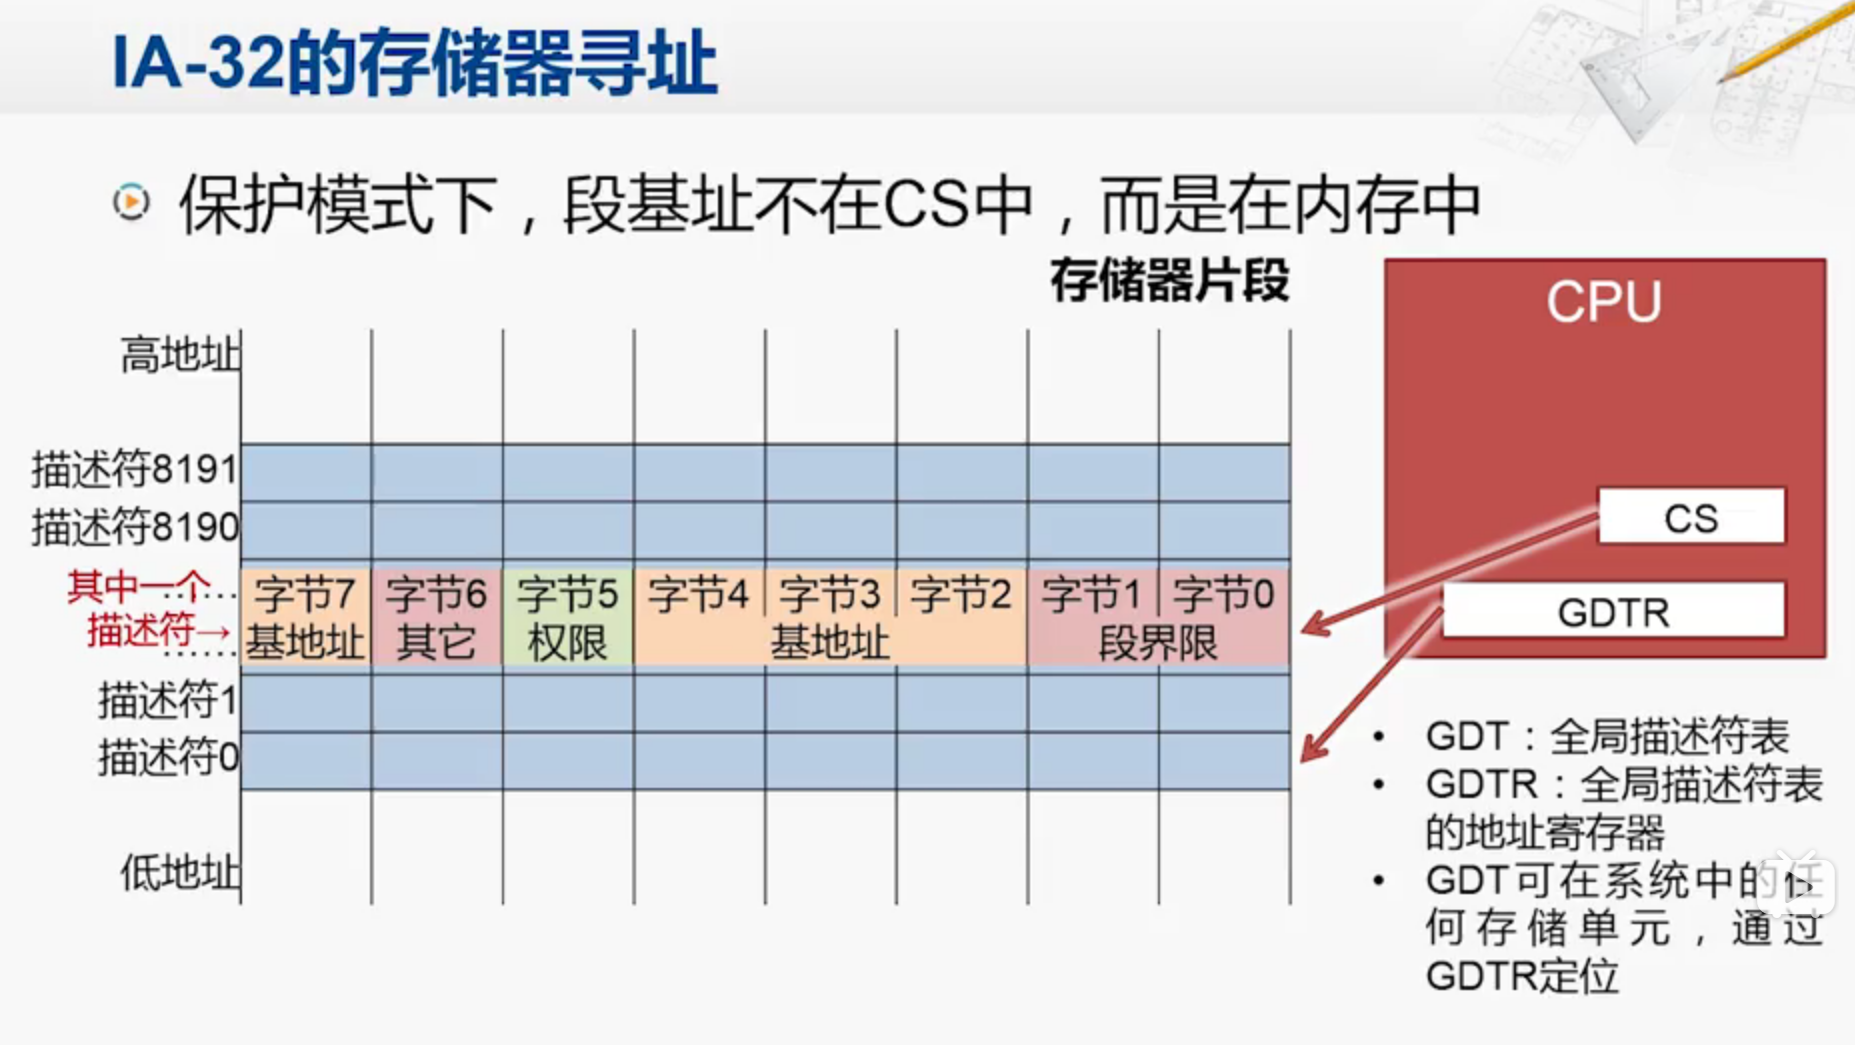 IA-32的存储器寻址
保护模式下，段基址不在CS中，而是在内存中
存储器片段
高地址
描述符8191
描述符8190
其中一个……
描述符→
……
字节7 字节6 字节5 字节4 字节3 字节2 字节1 字节0
基地址 其它 权限 基地址 段界限
描述符1
描述符0
低地址
CPU
CS
GDTR
• GDT：全局描述符表
• GDTR：全局描述符表
的地址寄存器
• GDT可在系统中的任
何存储单元，通过
GDTR定位